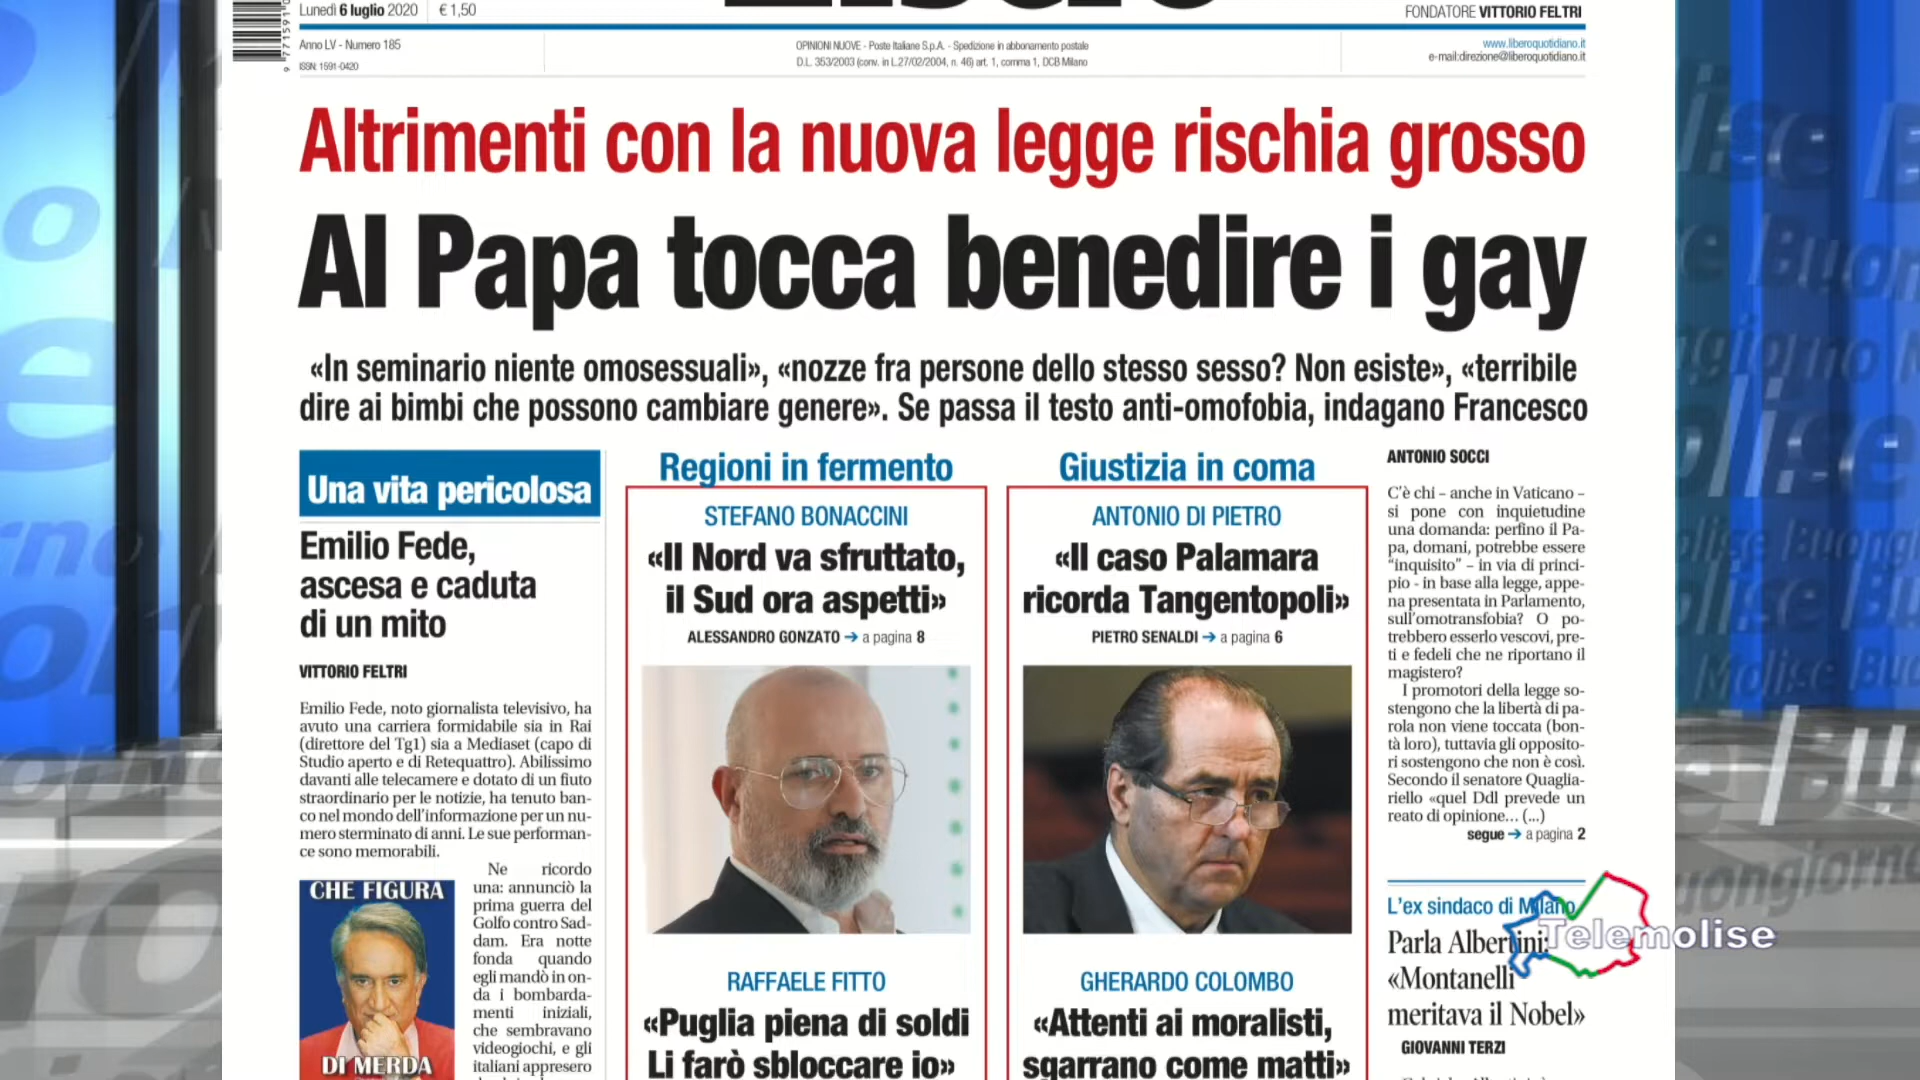 Lunedì 6 luglio 2020
€ 1,50
FONDATORE VITTORIO FELTRI
Anno LV - Numero 185
ISSN: 1591-0420
OPINIONI NUOVE - Poste Italiane S.p.A. - Spedizione in abbonamento postale
D.L. 353/2003 (conv. in L.27/02/2004, n. 46) art. 1, comma 1, DCB Milano
www.liberoquotidiano.it
e-mail:direzione@liberoquotidiano.it
Altrimenti con la nuova legge rischia grosso
Al Papa tocca benedire i gay
«In seminario niente omosessuali», «nozze fra persone dello stesso sesso? Non esiste», «terribile
dire ai bimbi che possono cambiare genere». Se passa il testo anti-omofobia, indagano Francesco
Una vita pericolosa
Emilio Fede,
ascesa e caduta
di un mito
VITTORIO FELTRI
Emilio Fede, noto giornalista televisivo, ha
avuto una carriera formidabile sia in Rai
(direttore del Tg1) sia a Mediaset (capo di
Studio aperto e di Retequattro). Abilissimo
davanti alle telecamere e dotato di un fiuto
straordinario per le notizie, ha tenuto ban-
co nel mondo dell'informazione per un nu-
mero sterminato di anni. Le sue performan-
ce sono memorabili.
Ne ricordo
una: annunciò la
prima guerra del
Golfo contro Sad-
dam. Era notte
fonda quando
egli mandò in on-
da i bombarda-
menti iniziali,
che sembravano
videogiochi, e gli
italiani appresero
CHE FIGURA
DI MERDA
Regioni in fermento
STEFANO BONACCINI
«Il Nord va sfruttato,
il Sud ora aspetti»
ALESSANDRO GONZATO ➔ a pagina 8
RAFFAELE FITTO
«Puglia piena di soldi
Li farò sbloccare io»
Giustizia in coma
ANTONIO DI PIETRO
«Il caso Palamara
ricorda Tangentopoli»
PIETRO SENALDI ➔ a pagina 6
GHERARDO COLOMBO
«Attenti ai moralisti,
sgarrano come matti»
ANTONIO SOCCI
C'è chi – anche in Vaticano –
si pone con inquietudine
una domanda: perfino il Pa-
pa, domani, potrebbe essere
“inquisito” – in via di princi-
pio - in base alla legge, appe-
na presentata in Parlamento,
sull'omotransfobia? O po-
trebbero esserlo vescovi, pre-
ti e fedeli che ne riportano il
magistero?
I promotori della legge so-
stengono che la libertà di pa-
rola non viene toccata (bon-
tà loro), tuttavia gli opposito-
ri sostengono che non è così.
Secondo il senatore Quaglia-
riello «quel Ddl prevede un
reato di opinione... (...)
segue ➔ a pagina 2
L'ex sindaco di Milano
Parla Albertini:
«Montanelli
meritava il Nobel»
GIOVANNI TERZI
Telemolise